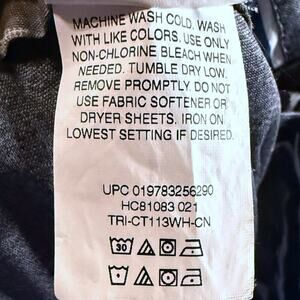 MACHINE WASH COLD. WASH
WITH LIKE COLORS. USE ONLY
NON-CHLORINE BLEACH WHEN
NEEDED. TUMBLE DRY LOW.
REMOVE PROMPTLY. DO NOT
USE FABRIC SOFTENER OR
DRYER SHEETS. IRON ON
LOWEST SETTING IF DESIRED.
UPC 019783256290
HC81083 021
TRI-CT113WH-CN
30